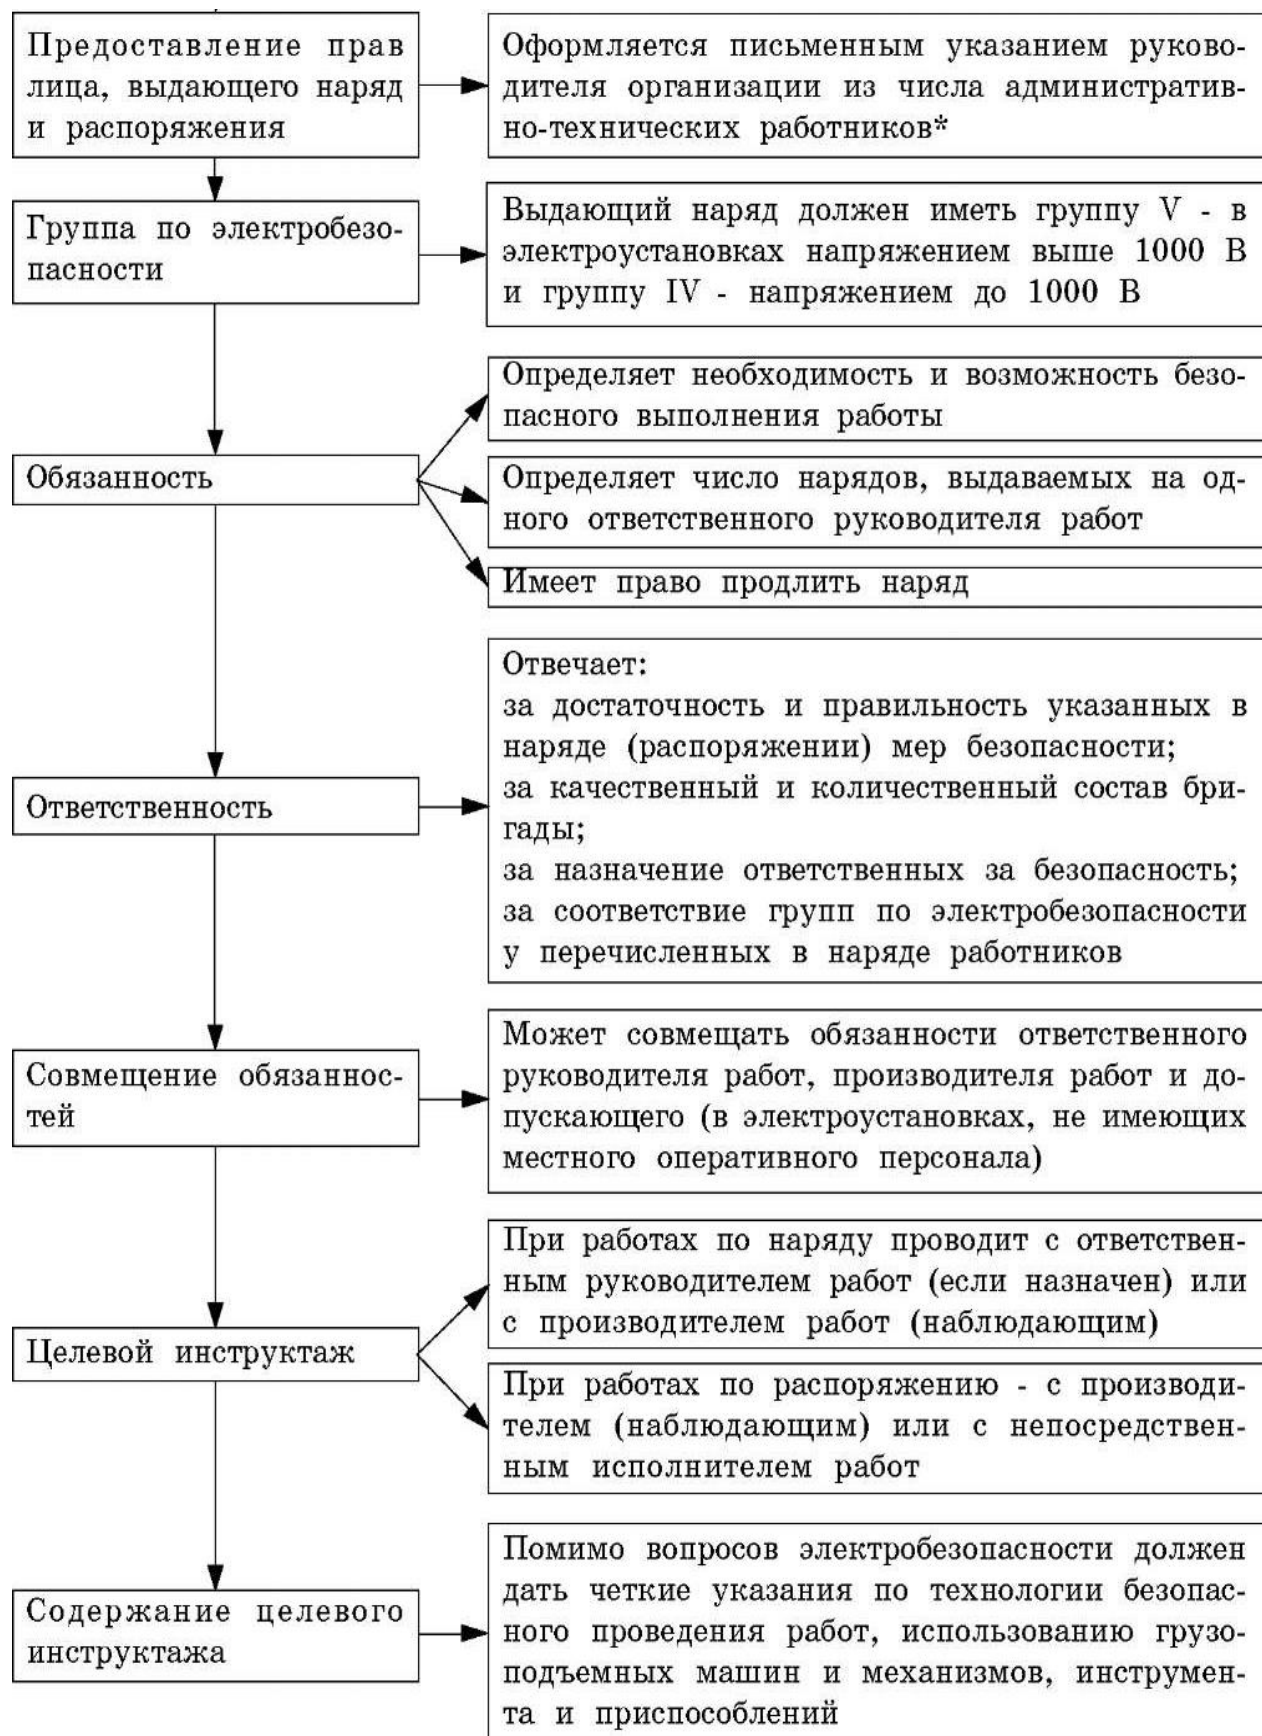 Предоставление прав
лица, выдающего наряд
и распоряжения
Оформляется письменным указанием руково-
дителя организации из числа административ-
но-технических работников*
Группа по электробезо-
пасности
Выдающий наряд должен иметь группу V - в
электроустановках напряжением выше 1000 В
и группу IV - напряжением до 1000 В
Обязанность
Определяет необходимость и возможность безо-
пасного выполнения работы
Определяет число нарядов, выдаваемых на од-
ного ответственного руководителя работ
Имеет право продлить наряд
Ответственность
Отвечает:
за достаточность и правильность указанных в
наряде (распоряжении) мер безопасности;
за качественный и количественный состав бри-
гады;
за назначение ответственных за безопасность;
за соответствие групп по электробезопасности
у перечисленных в наряде работников
Совмещение обязаннос-
тей
Может совмещать обязанности ответственного
руководителя работ, производителя работ и до-
пускающего (в электроустановках, не имеющих
местного оперативного персонала)
Целевой инструктаж
При работах по наряду проводит с ответствен-
ным руководителем работ (если назначен) или
с производителем работ (наблюдающим)
При работах по распоряжению - с производи-
телем (наблюдающим) или с непосредствен-
ным исполнителем работ
Содержание целевого
инструктажа
Помимо вопросов электробезопасности должен
дать четкие указания по технологии безопас-
ного проведения работ, использованию грузо-
подъемных машин и механизмов, инструмен-
та и приспособлений